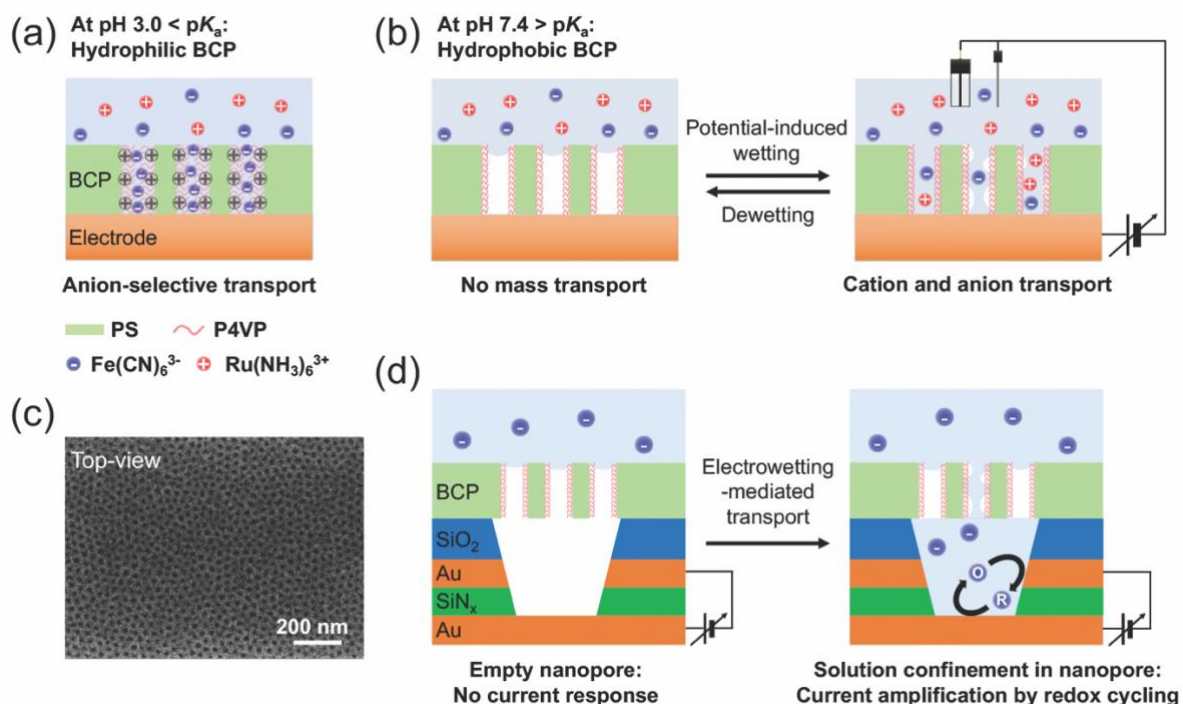 (a)
At pH 3.0 < pKₐ:
Hydrophilic BCP
BCP
Electrode
Anion-selective transport
PS
P4VP
Fe(CN)₆³⁻
Ru(NH₃)₆³⁺
(b)
At pH 7.4 > pKₐ:
Hydrophobic BCP
No mass transport
Potential-induced
wetting
Dewetting
Cation and anion transport
(c)
Top-view
200 nm
(d)
BCP
SiO₂
Au
SiNₓ
Au
Empty nanopore:
No current response
Electrowetting
-mediated
transport
O
R
Solution confinement in nanopore:
Current amplification by redox cycling